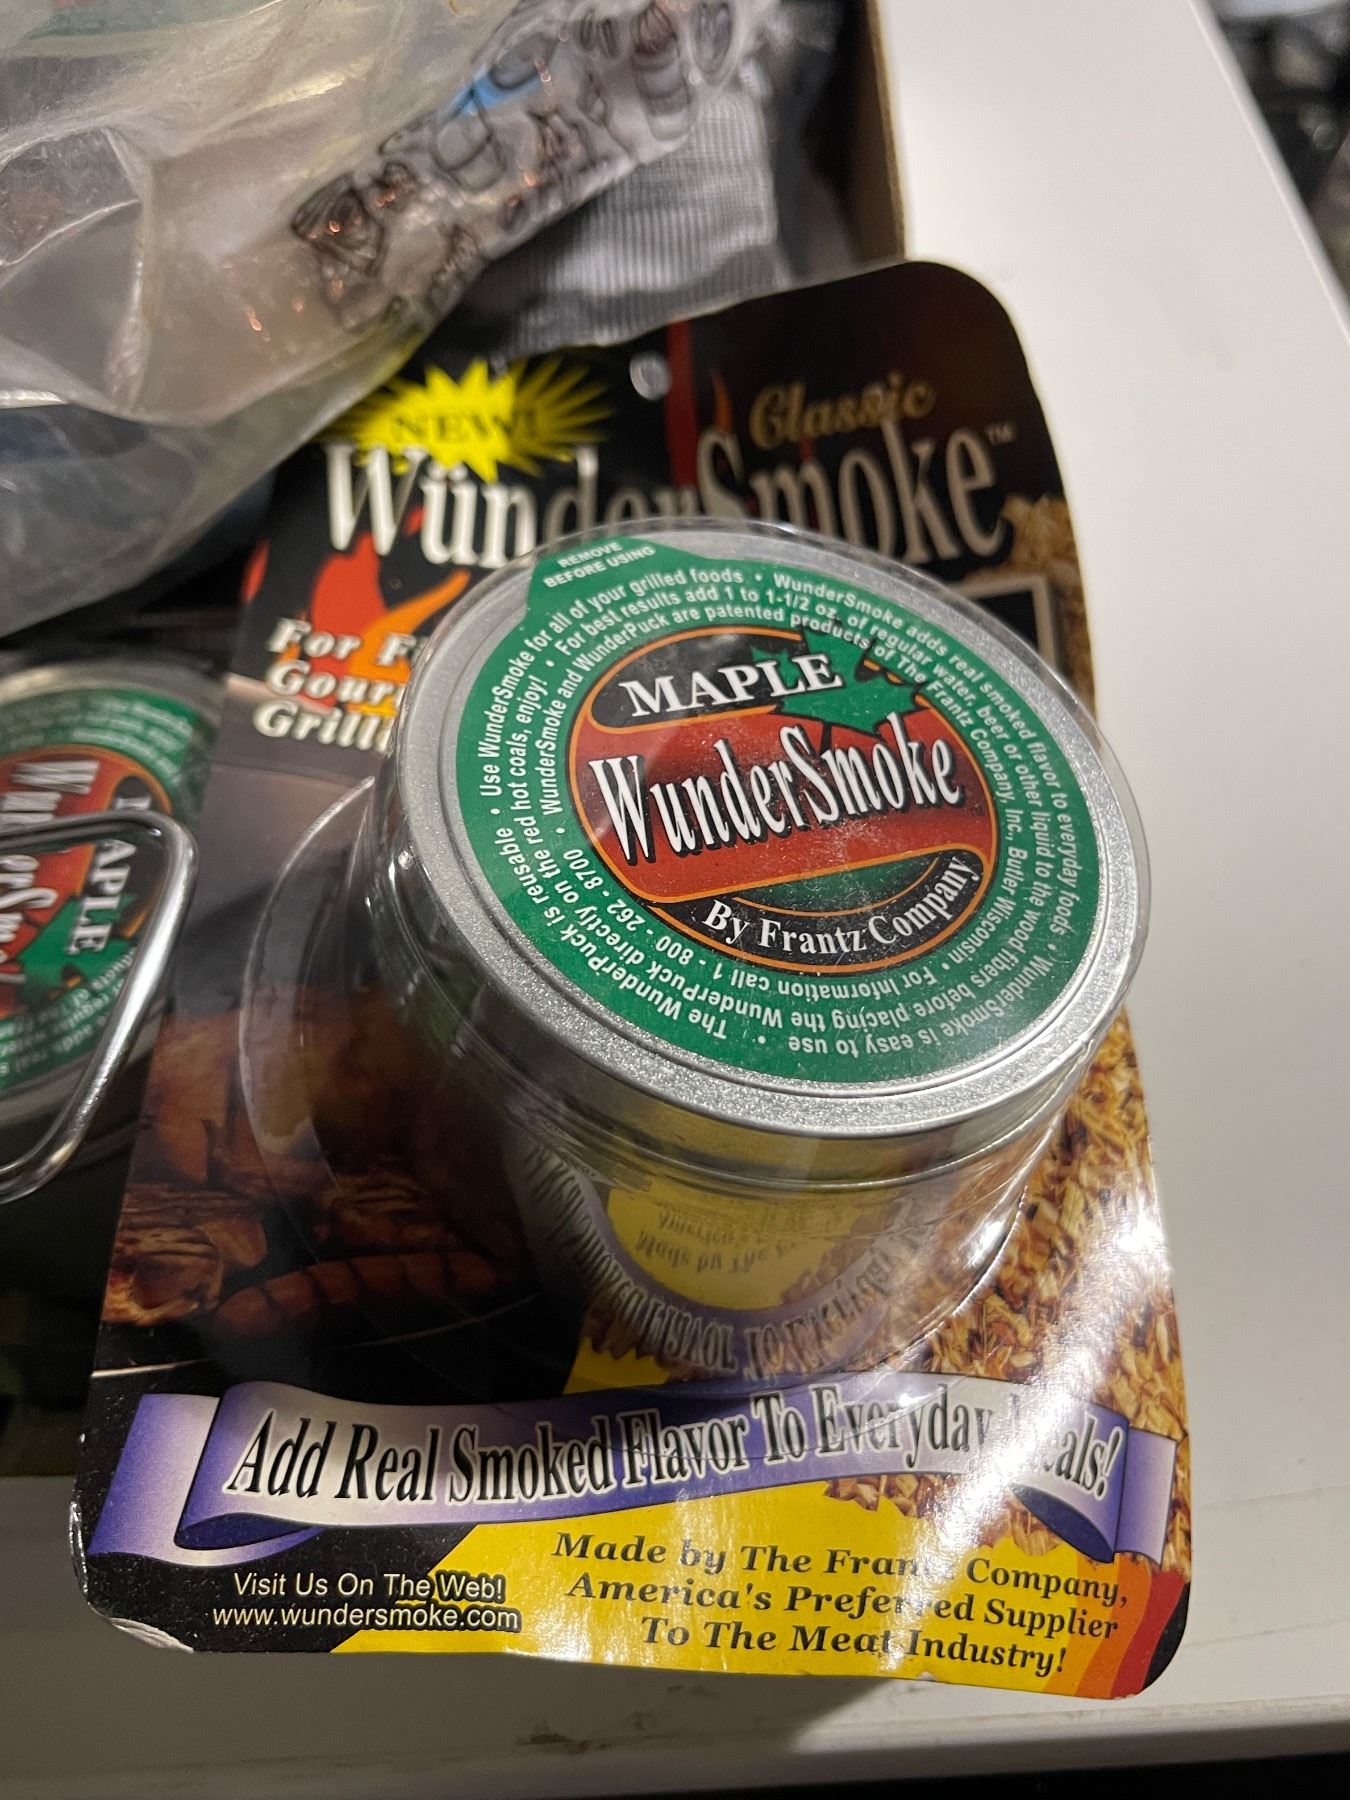 NEW!
Classic
WünderSmoke™
For
Gour
Grill
REMOVE
BEFORE USING
• Use WunderSmoke for all of your grilled foods • WunderSmoke adds real smoked flavor to everyday foods • WunderSmoke is easy to use • The WunderPuck is reusable
• For best results add 1 to 1-1/2 oz. of regular water, beer or other liquid to the wood fibers before placing the WunderPuck directly on the red hot coals, enjoy!
• WunderSmoke and WunderPuck are patented products of The Frantz Company, Inc., Butler Wisconsin. • For Information call 1 - 800 - 262 - 8700
MAPLE
WunderSmoke
By Frantz Company
MAPLE
Add Real Smoked Flavor To Everyday eals!
Visit Us On The Web!
www.wundersmoke.com
Made by The Frantz Company,
America's Preferred Supplier
To The Meat Industry!